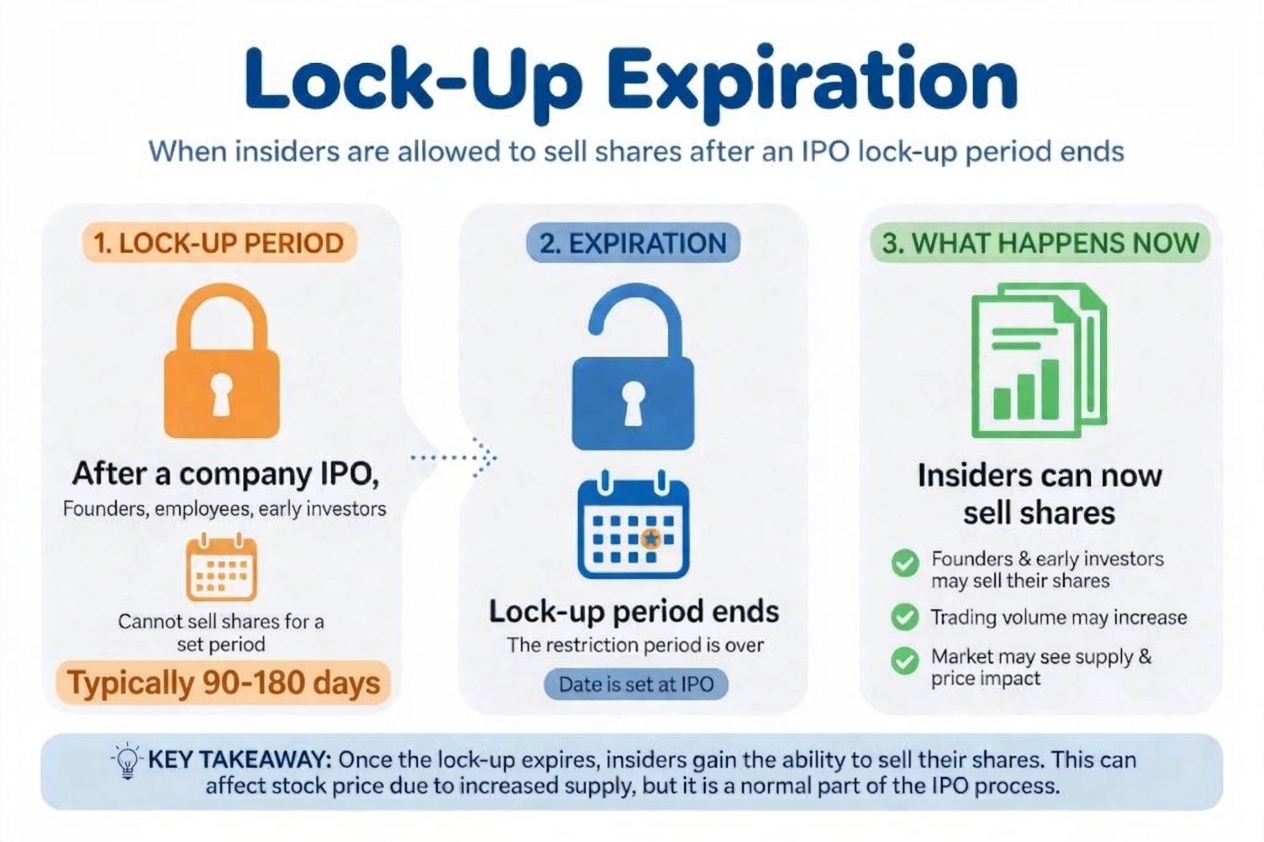 Lock-Up Expiration
When insiders are allowed to sell shares after an IPO lock-up period ends
1. LOCK-UP PERIOD
After a company IPO,
Founders, employees, early investors
Cannot sell shares for a
set period
Typically 90-180 days
2. EXPIRATION
Lock-up period ends
The restriction period is over
Date is set at IPO
3. WHAT HAPPENS NOW
Insiders can now
sell shares
Founders & early investors
may sell their shares
Trading volume may increase
Market may see supply &
price impact
KEY TAKEAWAY: Once the lock-up expires, insiders gain the ability to sell their shares. This can
affect stock price due to increased supply, but it is a normal part of the IPO process.